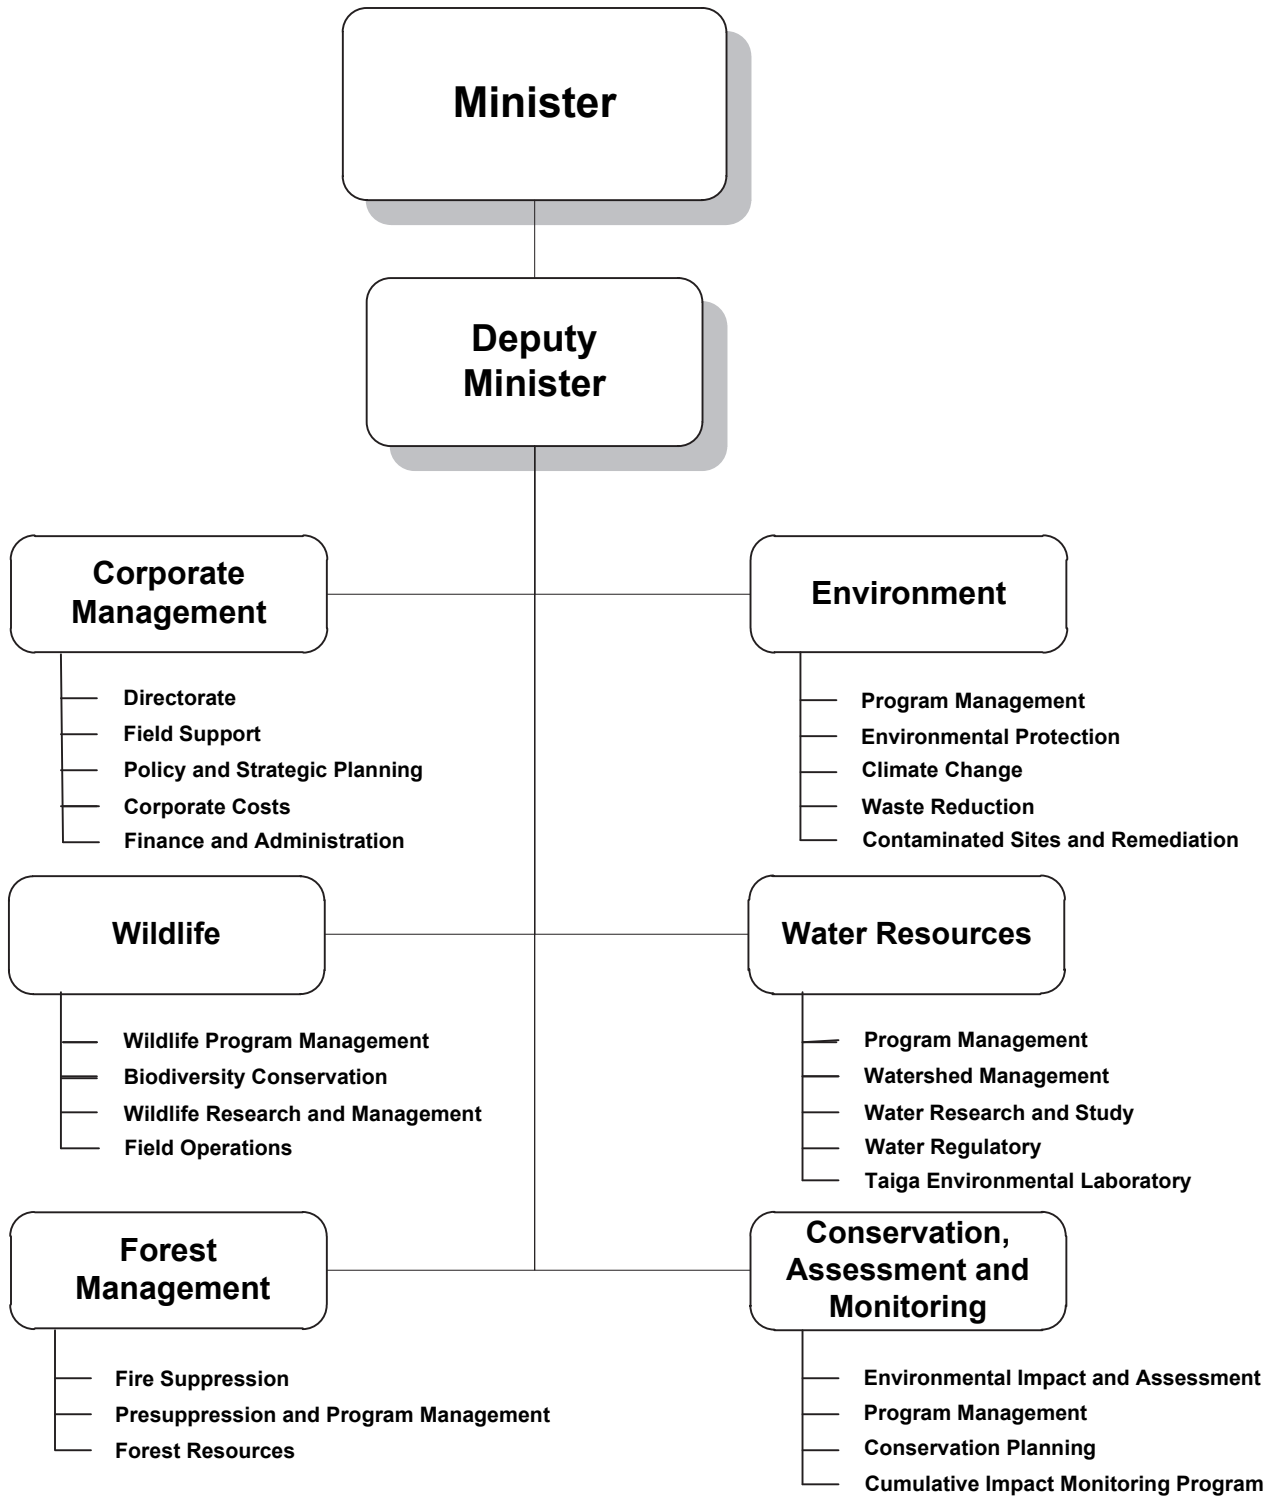 Minister
Deputy
Minister
Corporate
Management
Directorate
Field Support
Policy and Strategic Planning
Corporate Costs
Finance and Administration
Environment
Program Management
Environmental Protection
Climate Change
Waste Reduction
Contaminated Sites and Remediation
Wildlife
Wildlife Program Management
Biodiversity Conservation
Wildlife Research and Management
Field Operations
Water Resources
Program Management
Watershed Management
Water Research and Study
Water Regulatory
Taiga Environmental Laboratory
Forest
Management
Fire Suppression
Presuppression and Program Management
Forest Resources
Conservation,
Assessment and
Monitoring
Environmental Impact and Assessment
Program Management
Conservation Planning
Cumulative Impact Monitoring Program